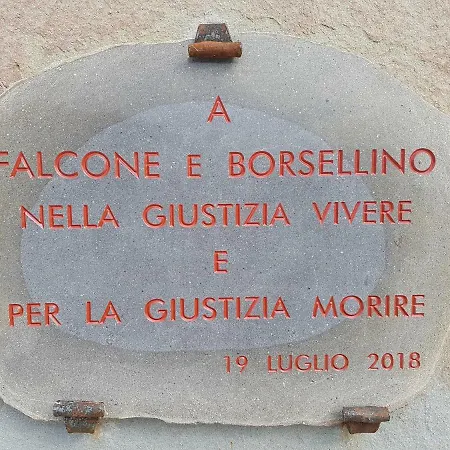 A
FALCONE E BORSELLINO
NELLA GIUSTIZIA VIVERE
E
PER LA GIUSTIZIA MORIRE
19 LUGLIO 2018